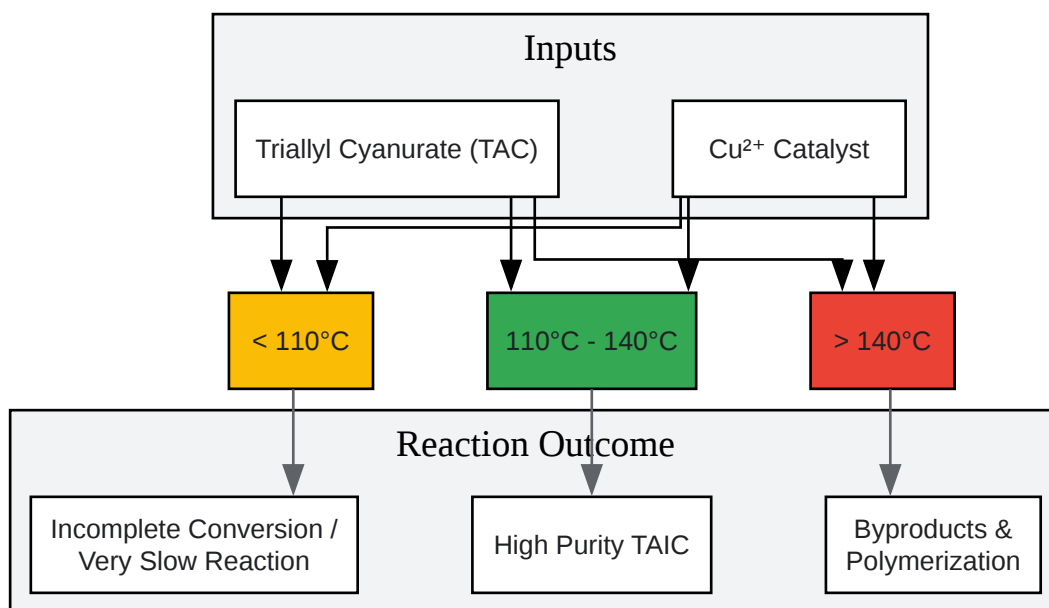 Inputs
Triallyl Cyanurate (TAC)
Cu²⁺ Catalyst
< 110°C
110°C - 140°C
> 140°C
Reaction Outcome
Incomplete Conversion /
Very Slow Reaction
High Purity TAIC
Byproducts &
Polymerization